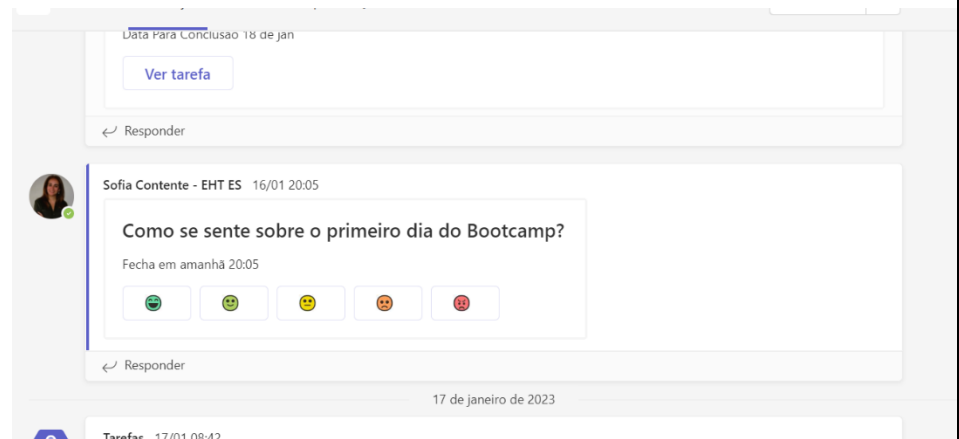 Data Para Conclusão 18 de jan
Ver tarefa
Responder
Sofia Contente - EHT ES 16/01 20:05
Como se sente sobre o primeiro dia do Bootcamp?
Fecha em amanhã 20:05
Responder
17 de janeiro de 2023
Tarefas 17/01 08:42